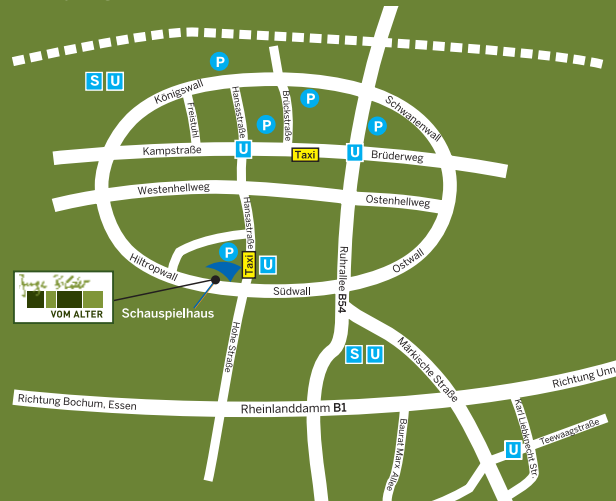 P
S U
Königswall
Freistuhl
Hansastraße
Brückstraße
P
P
P
Schwanenwall
Kampstraße
U
Taxi
U
Brüderweg
Westenhellweg
Ostenhellweg
Hansastraße
P
Taxi
U
Hiltropwall
Südwall
Ostwall
Ruhrallee B54
VOM ALTER
Schauspielhaus
Hohe Straße
S U
Märkische Straße
Richtung Bochum, Essen
Rheinlanddamm B1
Richtung Unn
Baurat Marx Allee
Karl Liebknecht Str.
Teewaagstraße
U